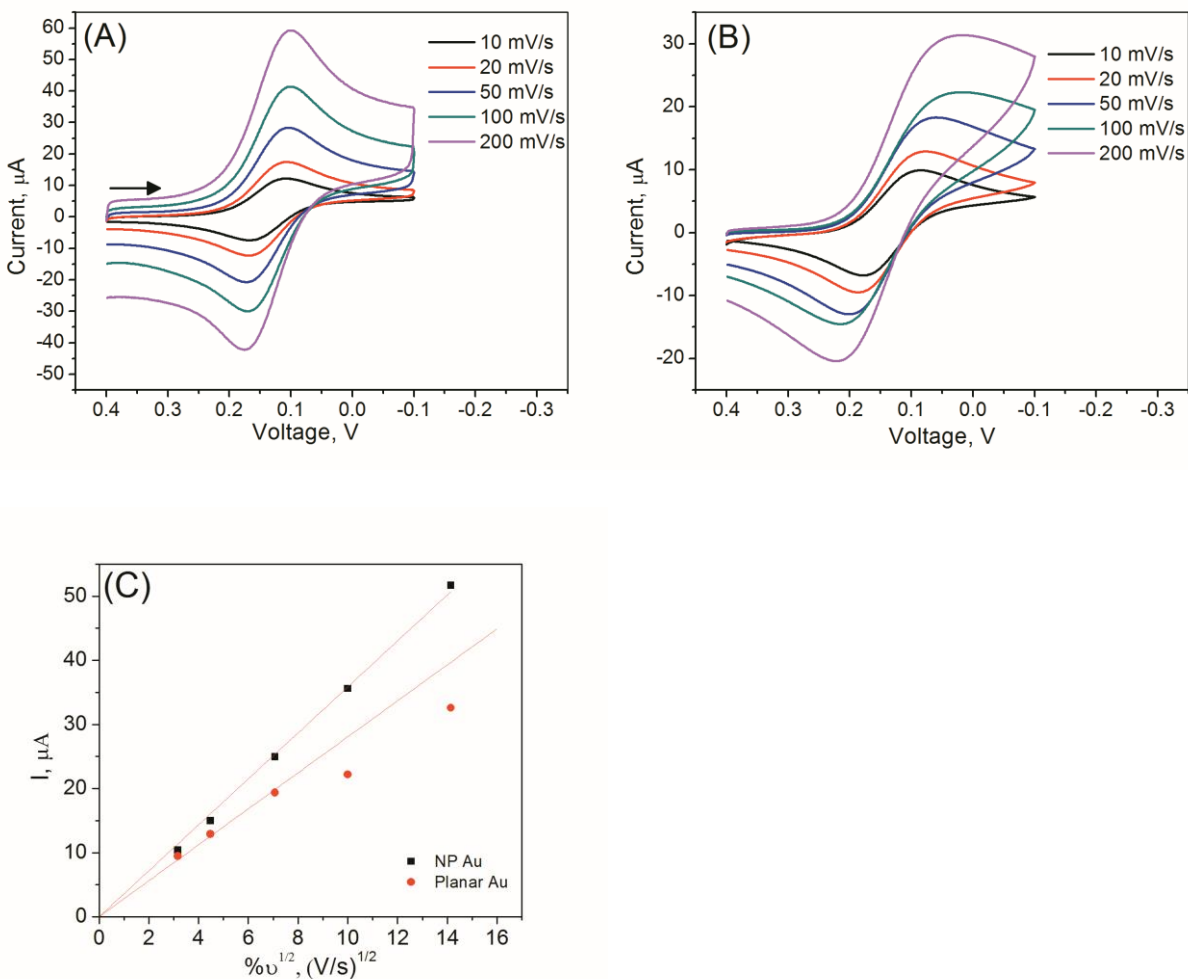 (A)
10 mV/s
20 mV/s
50 mV/s
100 mV/s
200 mV/s
60
50
40
30
20
10
0
-10
-20
-30
-40
-50
Current, µA
0.4 0.3 0.2 0.1 0.0 -0.1 -0.2 -0.3
Voltage, V
(B)
10 mV/s
20 mV/s
50 mV/s
100 mV/s
200 mV/s
30
20
10
0
-10
-20
Current, µA
0.4 0.3 0.2 0.1 0.0 -0.1 -0.2 -0.3
Voltage, V
(C)
50
40
30
20
10
0
I, µA
NP Au
Planar Au
0 2 4 6 8 10 12 14 16
%υ^1/2, (V/s)^1/2